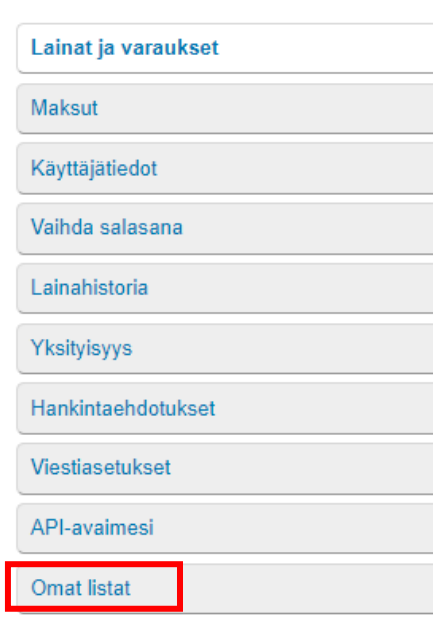 Lainat ja varaukset
Maksut
Käyttäjätiedot
Vaihda salasana
Lainahistoria
Yksityisyys
Hankintaehdotukset
Viestiasetukset
API-avaimesi
Omat listat